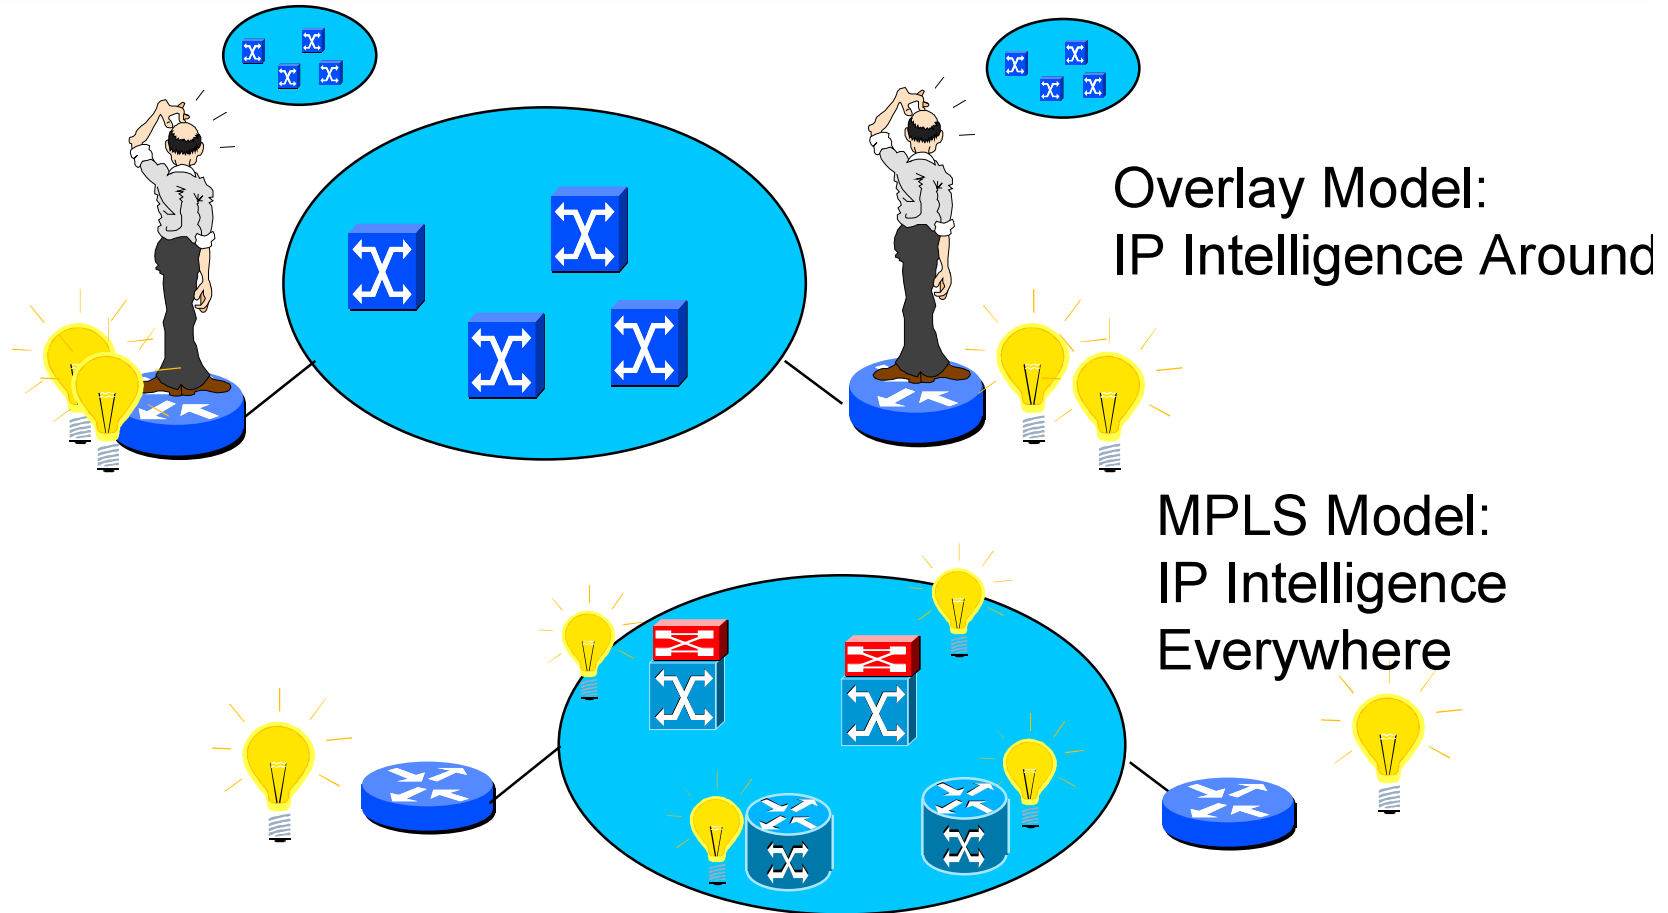 Overlay Model:
IP Intelligence Around
MPLS Model:
IP Intelligence
Everywhere